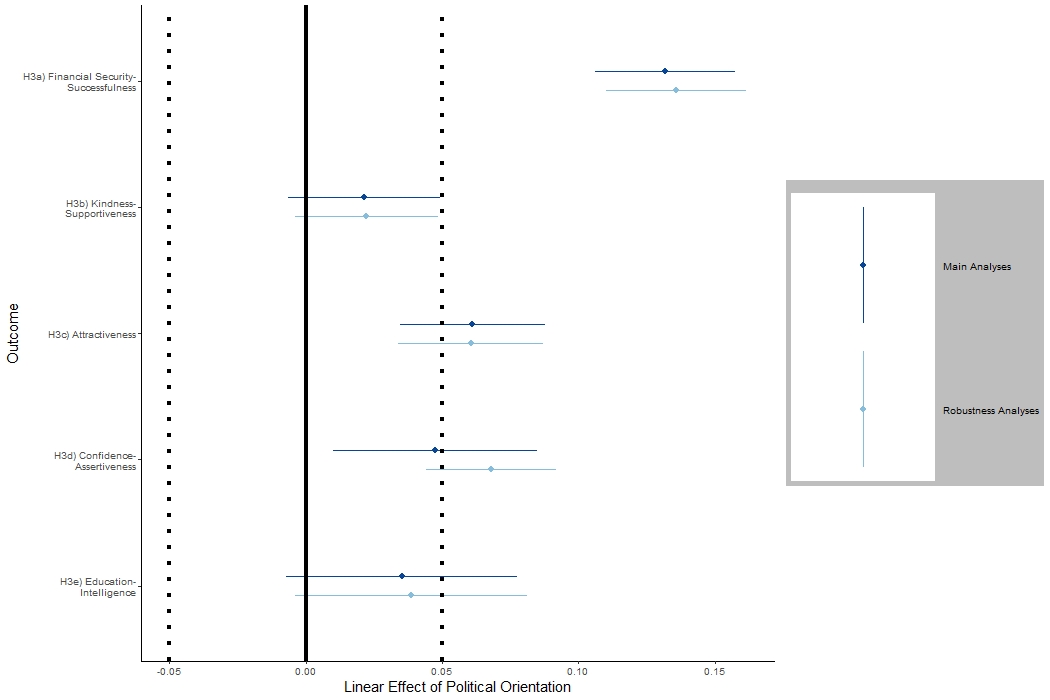 H3a) Financial Security-
Successfulness
H3b) Kindness-
Supportiveness
H3c) Attractiveness
H3d) Confidence-
Assertiveness
H3e) Education-
Intelligence
Outcome
-0.05
0.00
0.05
0.10
0.15
Linear Effect of Political Orientation
Main Analyses
Robustness Analyses